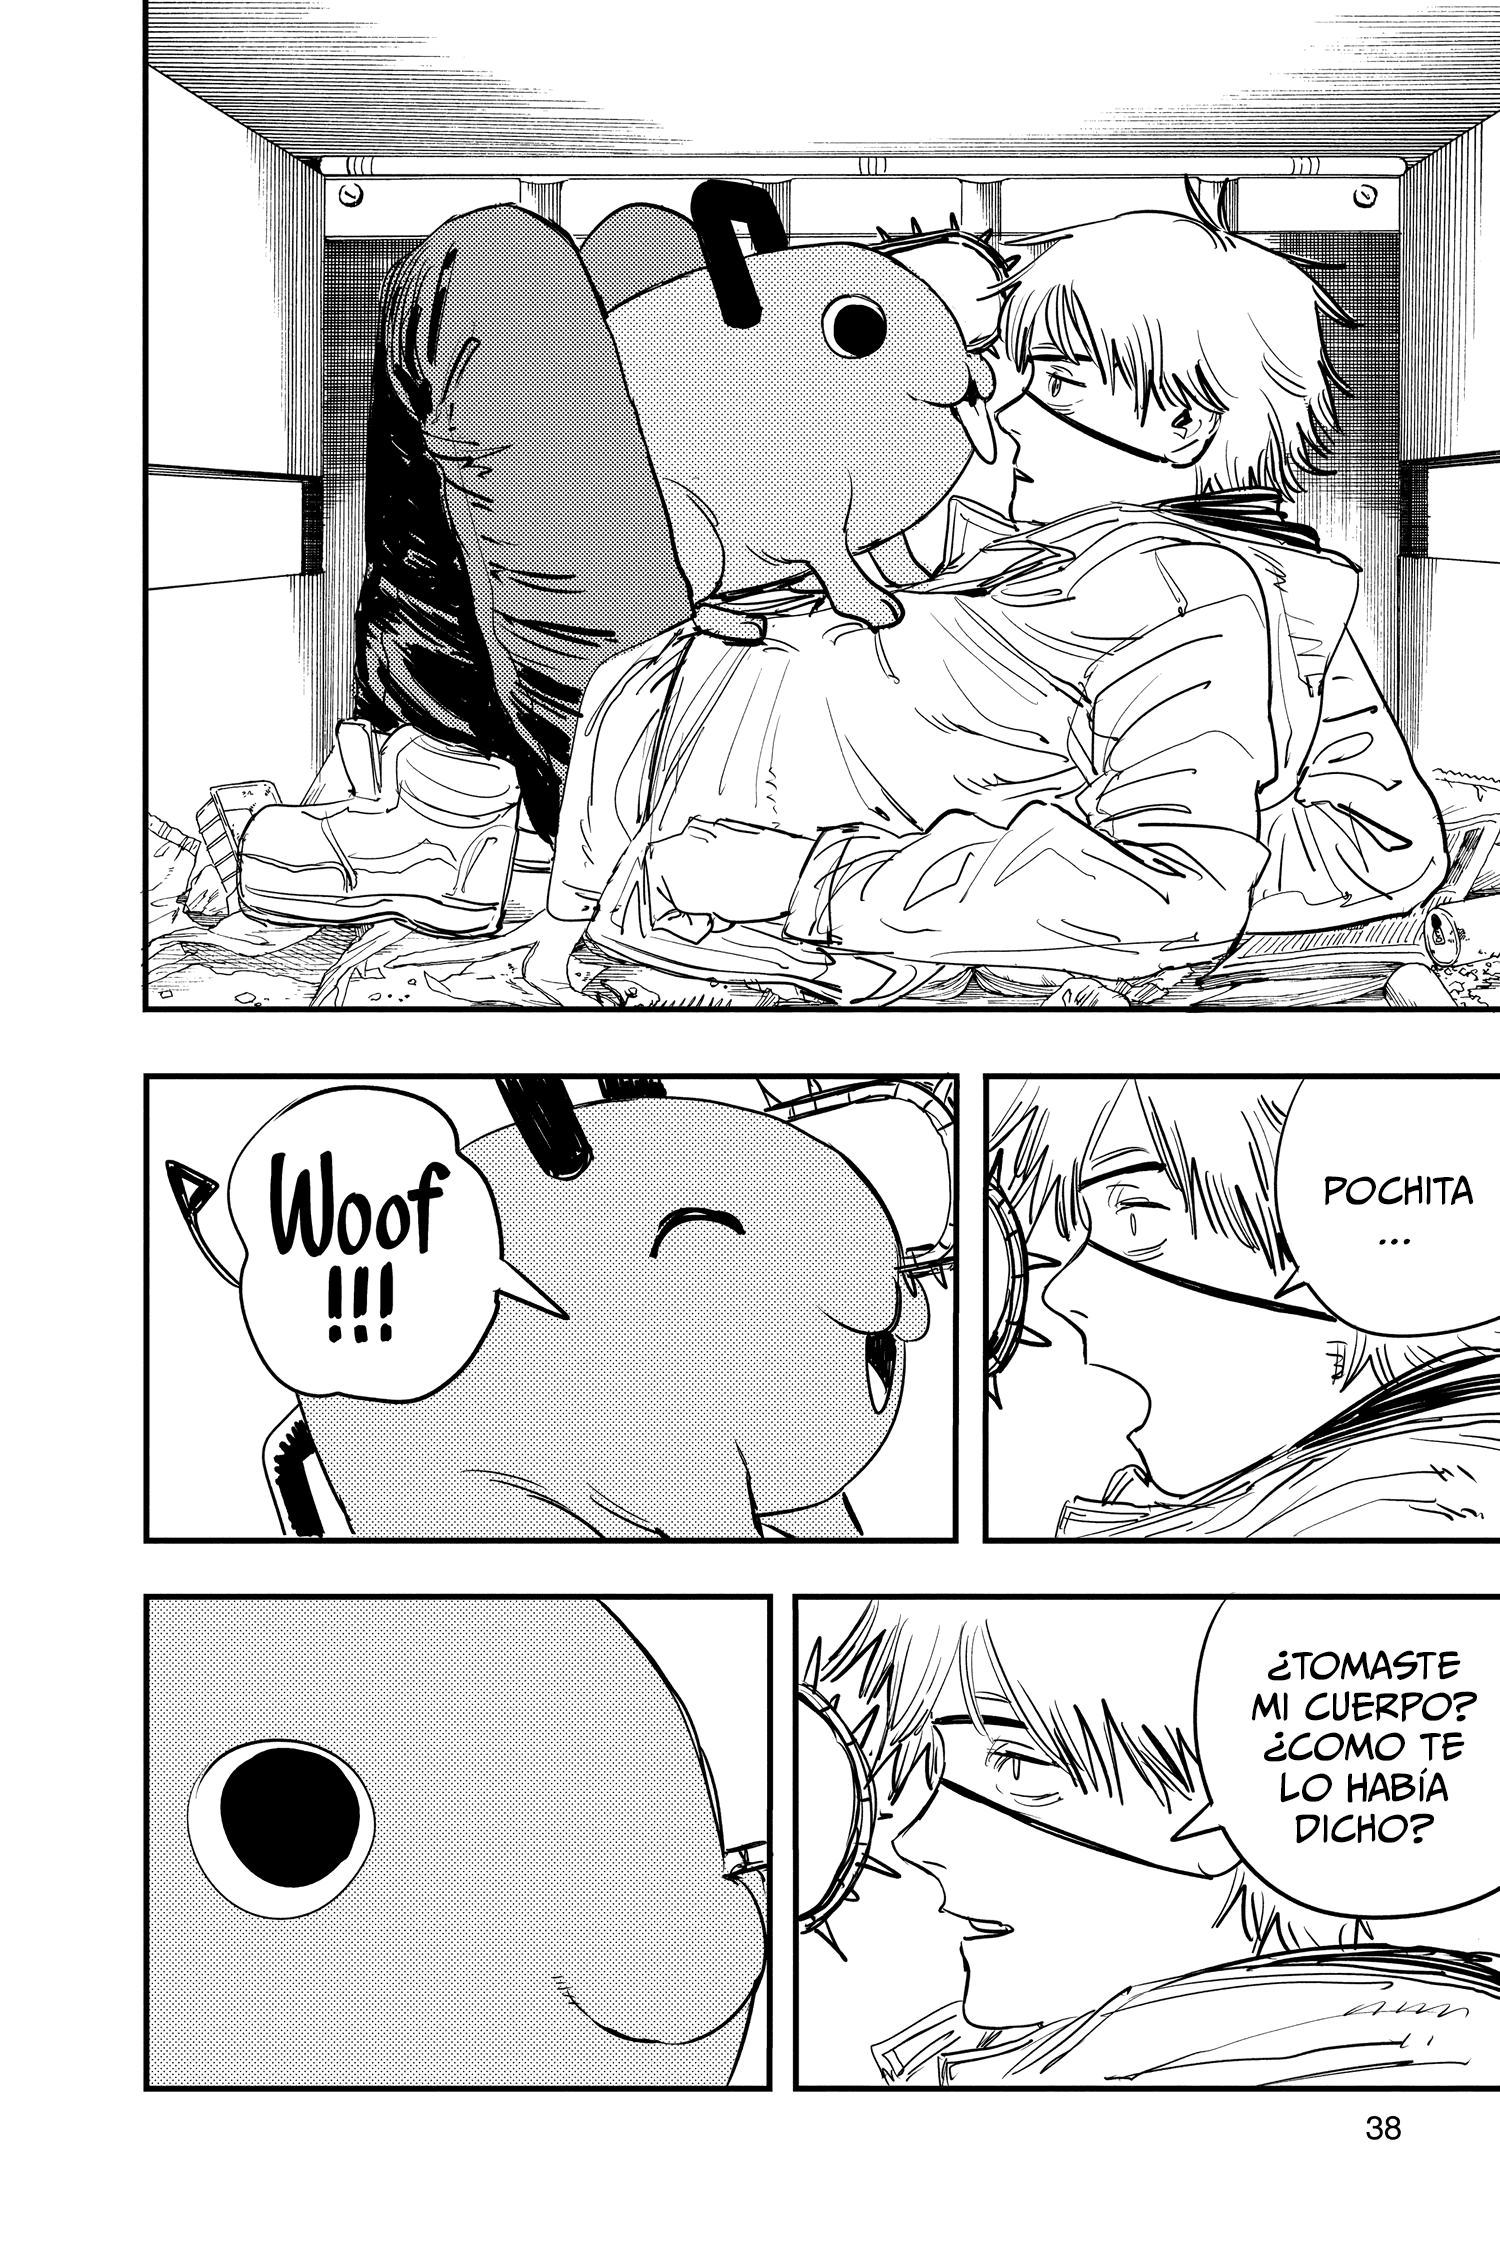 POCHITA
...
Woof
!!!
¿TOMASTE
MI CUERPO?
¿COMO TE
LO HABÍA
DICHO?
38